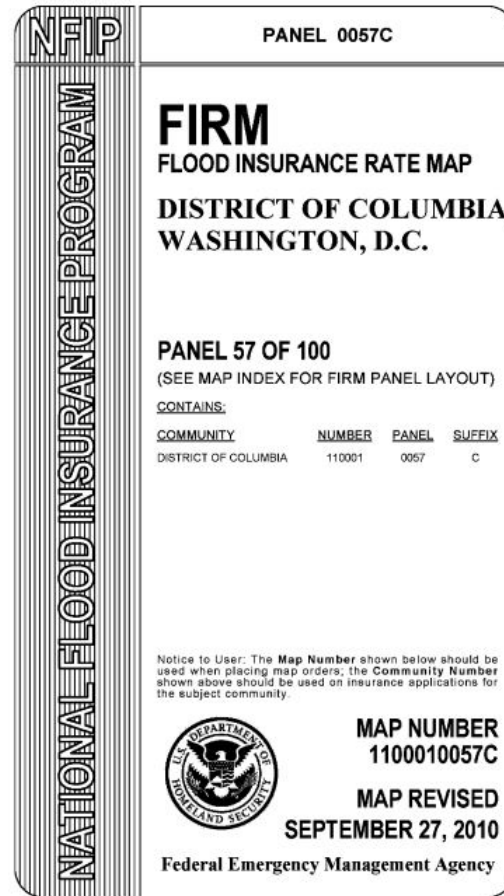 NFIP
PANEL 0057C
NATIONAL FLOOD INSURANCE PROGRAM
FIRM
FLOOD INSURANCE RATE MAP
DISTRICT OF COLUMBIA
WASHINGTON, D.C.
PANEL 57 OF 100
(SEE MAP INDEX FOR FIRM PANEL LAYOUT)
CONTAINS:
COMMUNITY NUMBER PANEL SUFFIX
DISTRICT OF COLUMBIA 110001 0057 C
Notice to User: The Map Number shown below should be
used when placing map orders; the Community Number
shown above should be used on insurance applications for
the subject community.
U.S. DEPARTMENT OF HOMELAND SECURITY
MAP NUMBER
1100010057C
MAP REVISED
SEPTEMBER 27, 2010
Federal Emergency Management Agency